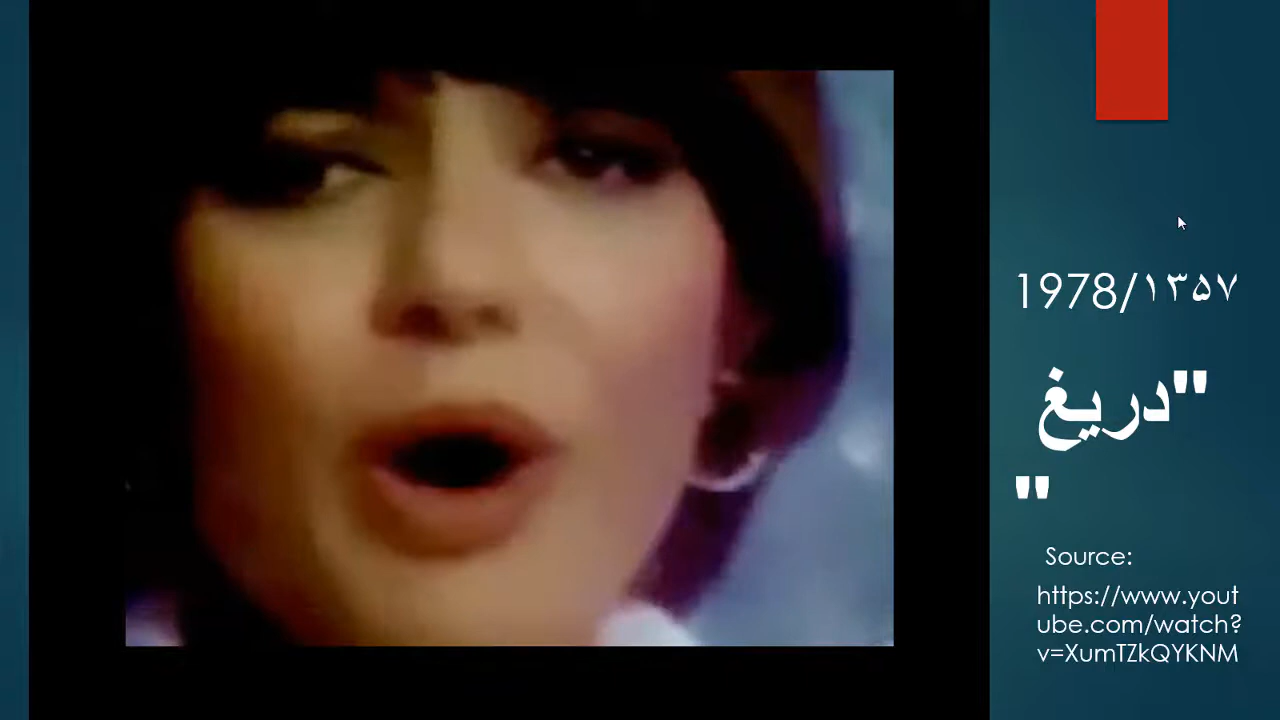 1978/۱۳۵۷
"دریغ
"
Source:
https://www.yout
ube.com/watch?
v=XumTZkQYKNM